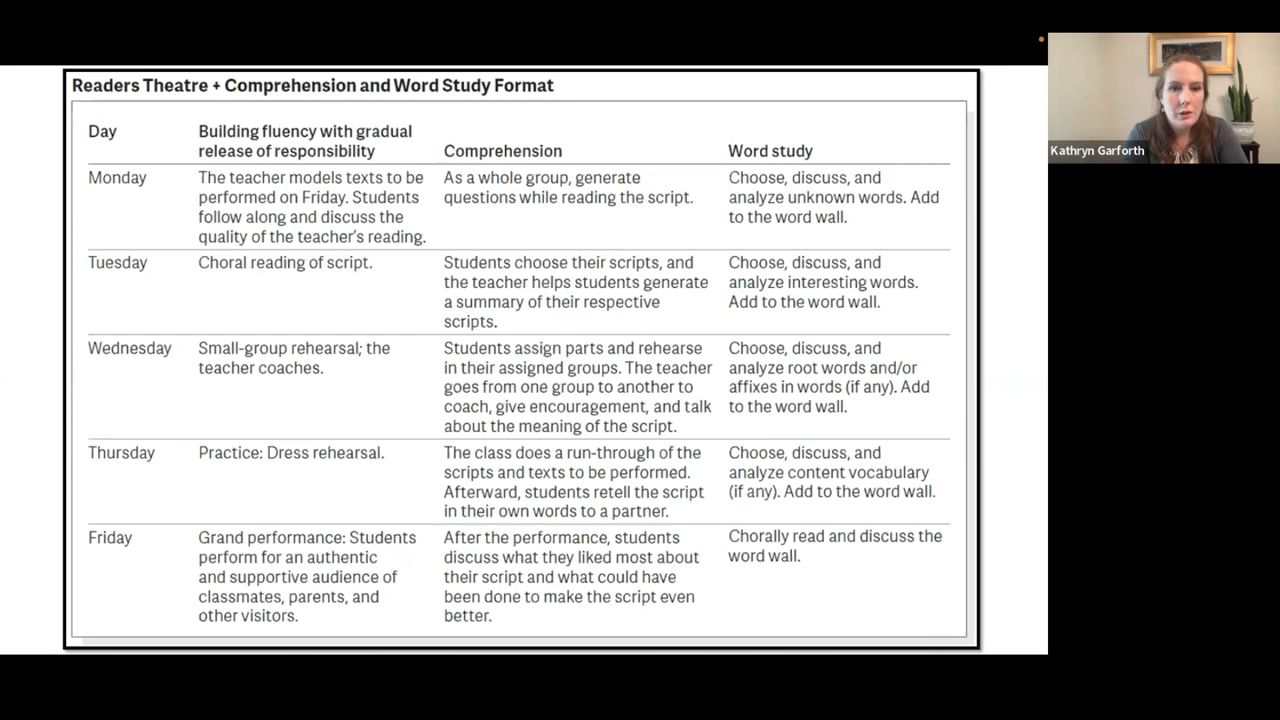 Readers Theatre + Comprehension and Word Study Format
Day
Building fluency with gradual
release of responsibility
Comprehension
Word study
Monday
The teacher models texts to be
performed on Friday. Students
follow along and discuss the
quality of the teacher's reading.
As a whole group, generate
questions while reading the script.
Choose, discuss, and
analyze unknown words. Add
to the word wall.
Tuesday
Choral reading of script.
Students choose their scripts, and
the teacher helps students generate
a summary of their respective
scripts.
Choose, discuss, and
analyze interesting words.
Add to the word wall.
Wednesday
Small-group rehearsal; the
teacher coaches.
Students assign parts and rehearse
in their assigned groups. The teacher
goes from one group to another to
coach, give encouragement, and talk
about the meaning of the script.
Choose, discuss, and
analyze root words and/or
affixes in words (if any). Add
to the word wall.
Thursday
Practice: Dress rehearsal.
The class does a run-through of the
scripts and texts to be performed.
Afterward, students retell the script
in their own words to a partner.
Choose, discuss, and
analyze content vocabulary
(if any). Add to the word wall.
Friday
Grand performance: Students
perform for an authentic
and supportive audience of
classmates, parents, and
other visitors.
After the performance, students
discuss what they liked most about
their script and what could have
been done to make the script even
better.
Chorally read and discuss the
word wall.
Kathryn Garforth